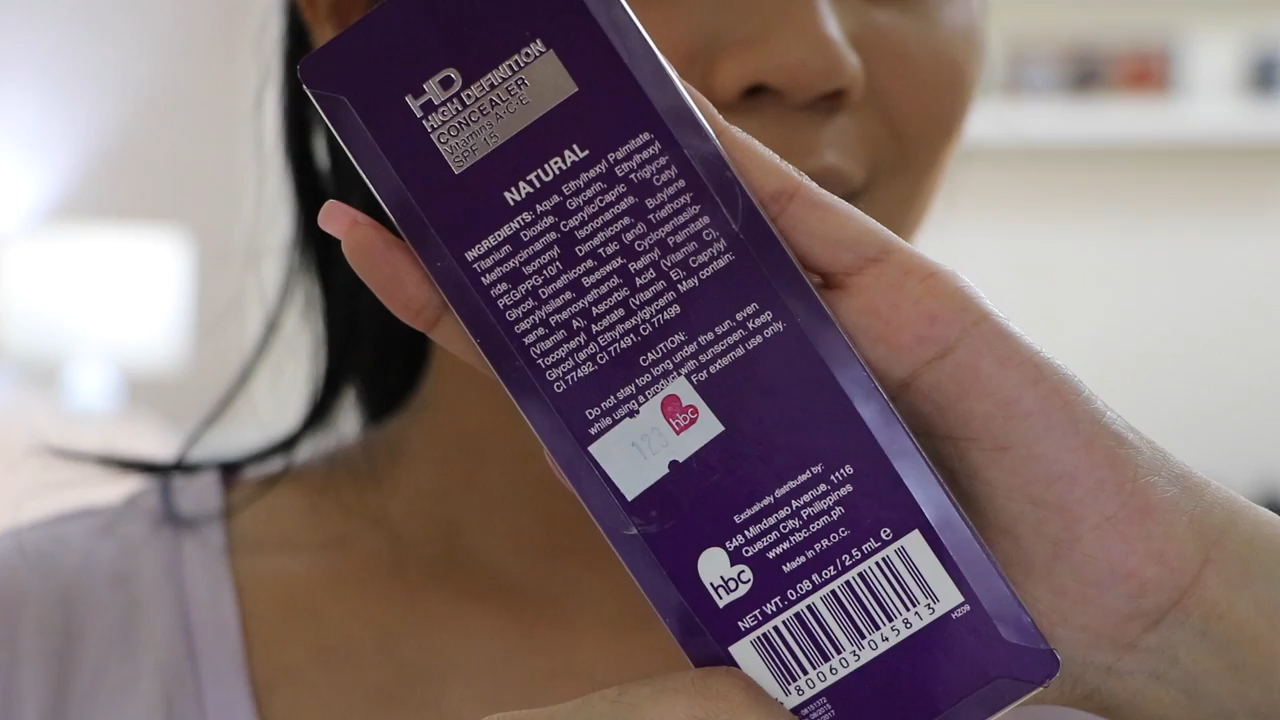 HD
HIGH DEFINITION
CONCEALER
Vitamins A•C•E
SPF 15
NATURAL
INGREDIENTS: Aqua, Ethylhexyl Palmitate,
Titanium Dioxide, Glycerin, Ethylhexyl
Methoxycinnamte, Caprylic/Capric Triglyce-
ride, Isononyl Isononanoate, Cetyl
PEG/PPG-10/1 Dimethicone, Butylene
Glycol, Dimethicone, Talc (and) Triethoxy-
caprylylsilane, Beeswax, Cyclopentasilo-
xane, Phenoxyethanol, Retinyl Palmitate
(Vitamin A), Ascorbic Acid (Vitamin C),
Tocopheryl Acetate (Vitamin E), Caprylyl
Glycol (and) Ethylhexylglycerin May contain:
CI 77492, CI 77491, CI 77499
CAUTION:
Do not stay too long under the sun, even
while using a product with sunscreen. Keep
For external use only.
123 hbc
Exclusively distributed by:
548 Mindanao Avenue, 1116
Quezon City, Philippines
www.hbc.com.ph
Made in P.R.O.C.
hbc
NET WT. 0.08 fl.oz / 2.5 mL e
800603 045813
HZ09